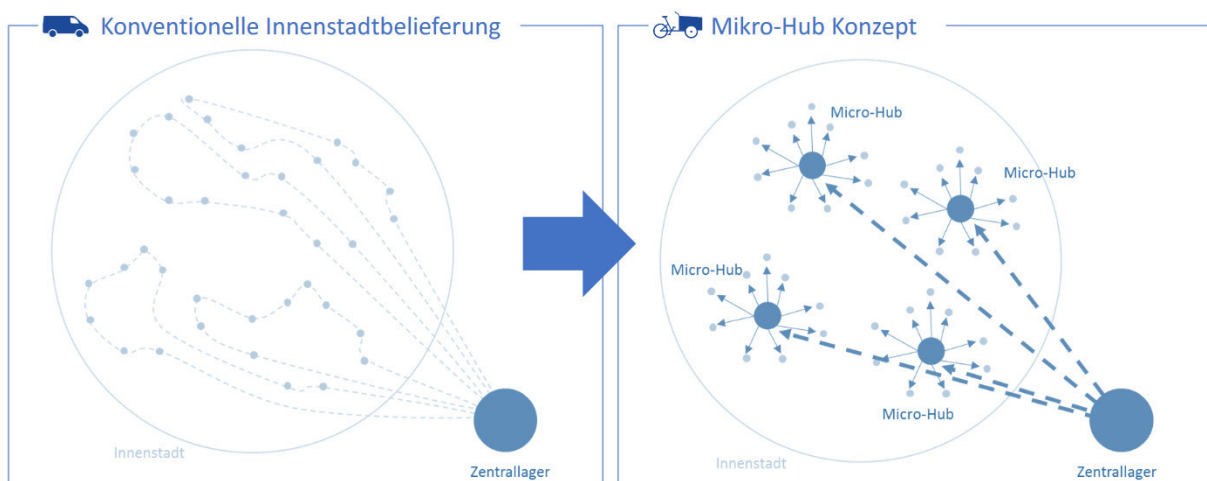 Konventionelle Innenstadtbelieferung
Innenstadt
Zentrallager
Mikro-Hub Konzept
Micro-Hub
Micro-Hub
Micro-Hub
Micro-Hub
Innenstadt
Zentrallager